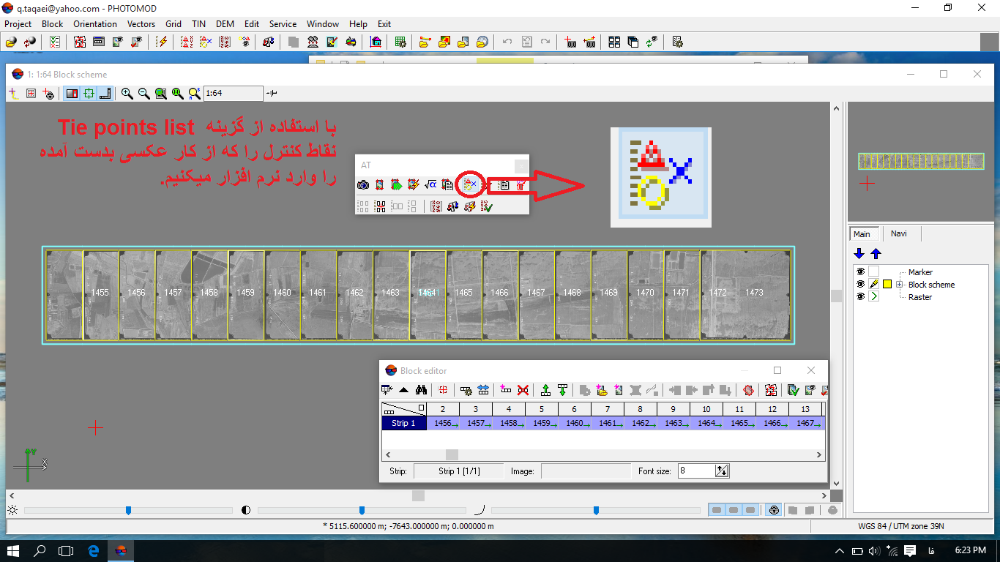 q.taqaei@yahoo.com - PHOTOMOD
Project Block Orientation Vectors Grid TIN DEM Edit Service Window Help Exit
1: 1:64 Block scheme
1:64
با استفاده از گزینه Tie points list
نقاط کنترل را که از کار عکسی بدست آمده
را وارد نرم افزار میکنیم.
AT
1455 1456 1457 1458 1459 1460 1461 1462 1463 1465 1466 1467 1468 1469 1470 1471 1472 1473
Main Navi
Marker
Block scheme
Raster
Block editor
2 3 4 5 6 7 8 9 10 11 12 13
Strip 1 1456 1457 1458 1459 1460 1461 1462 1463 1464 1465 1466 1467
Strip: Strip 1 [1/1] Image: Font size: 8
Y
X
* 5115.600000 m; -7643.000000 m; 0.000000 m
WGS 84 / UTM zone 39N
فا
6:23 PM